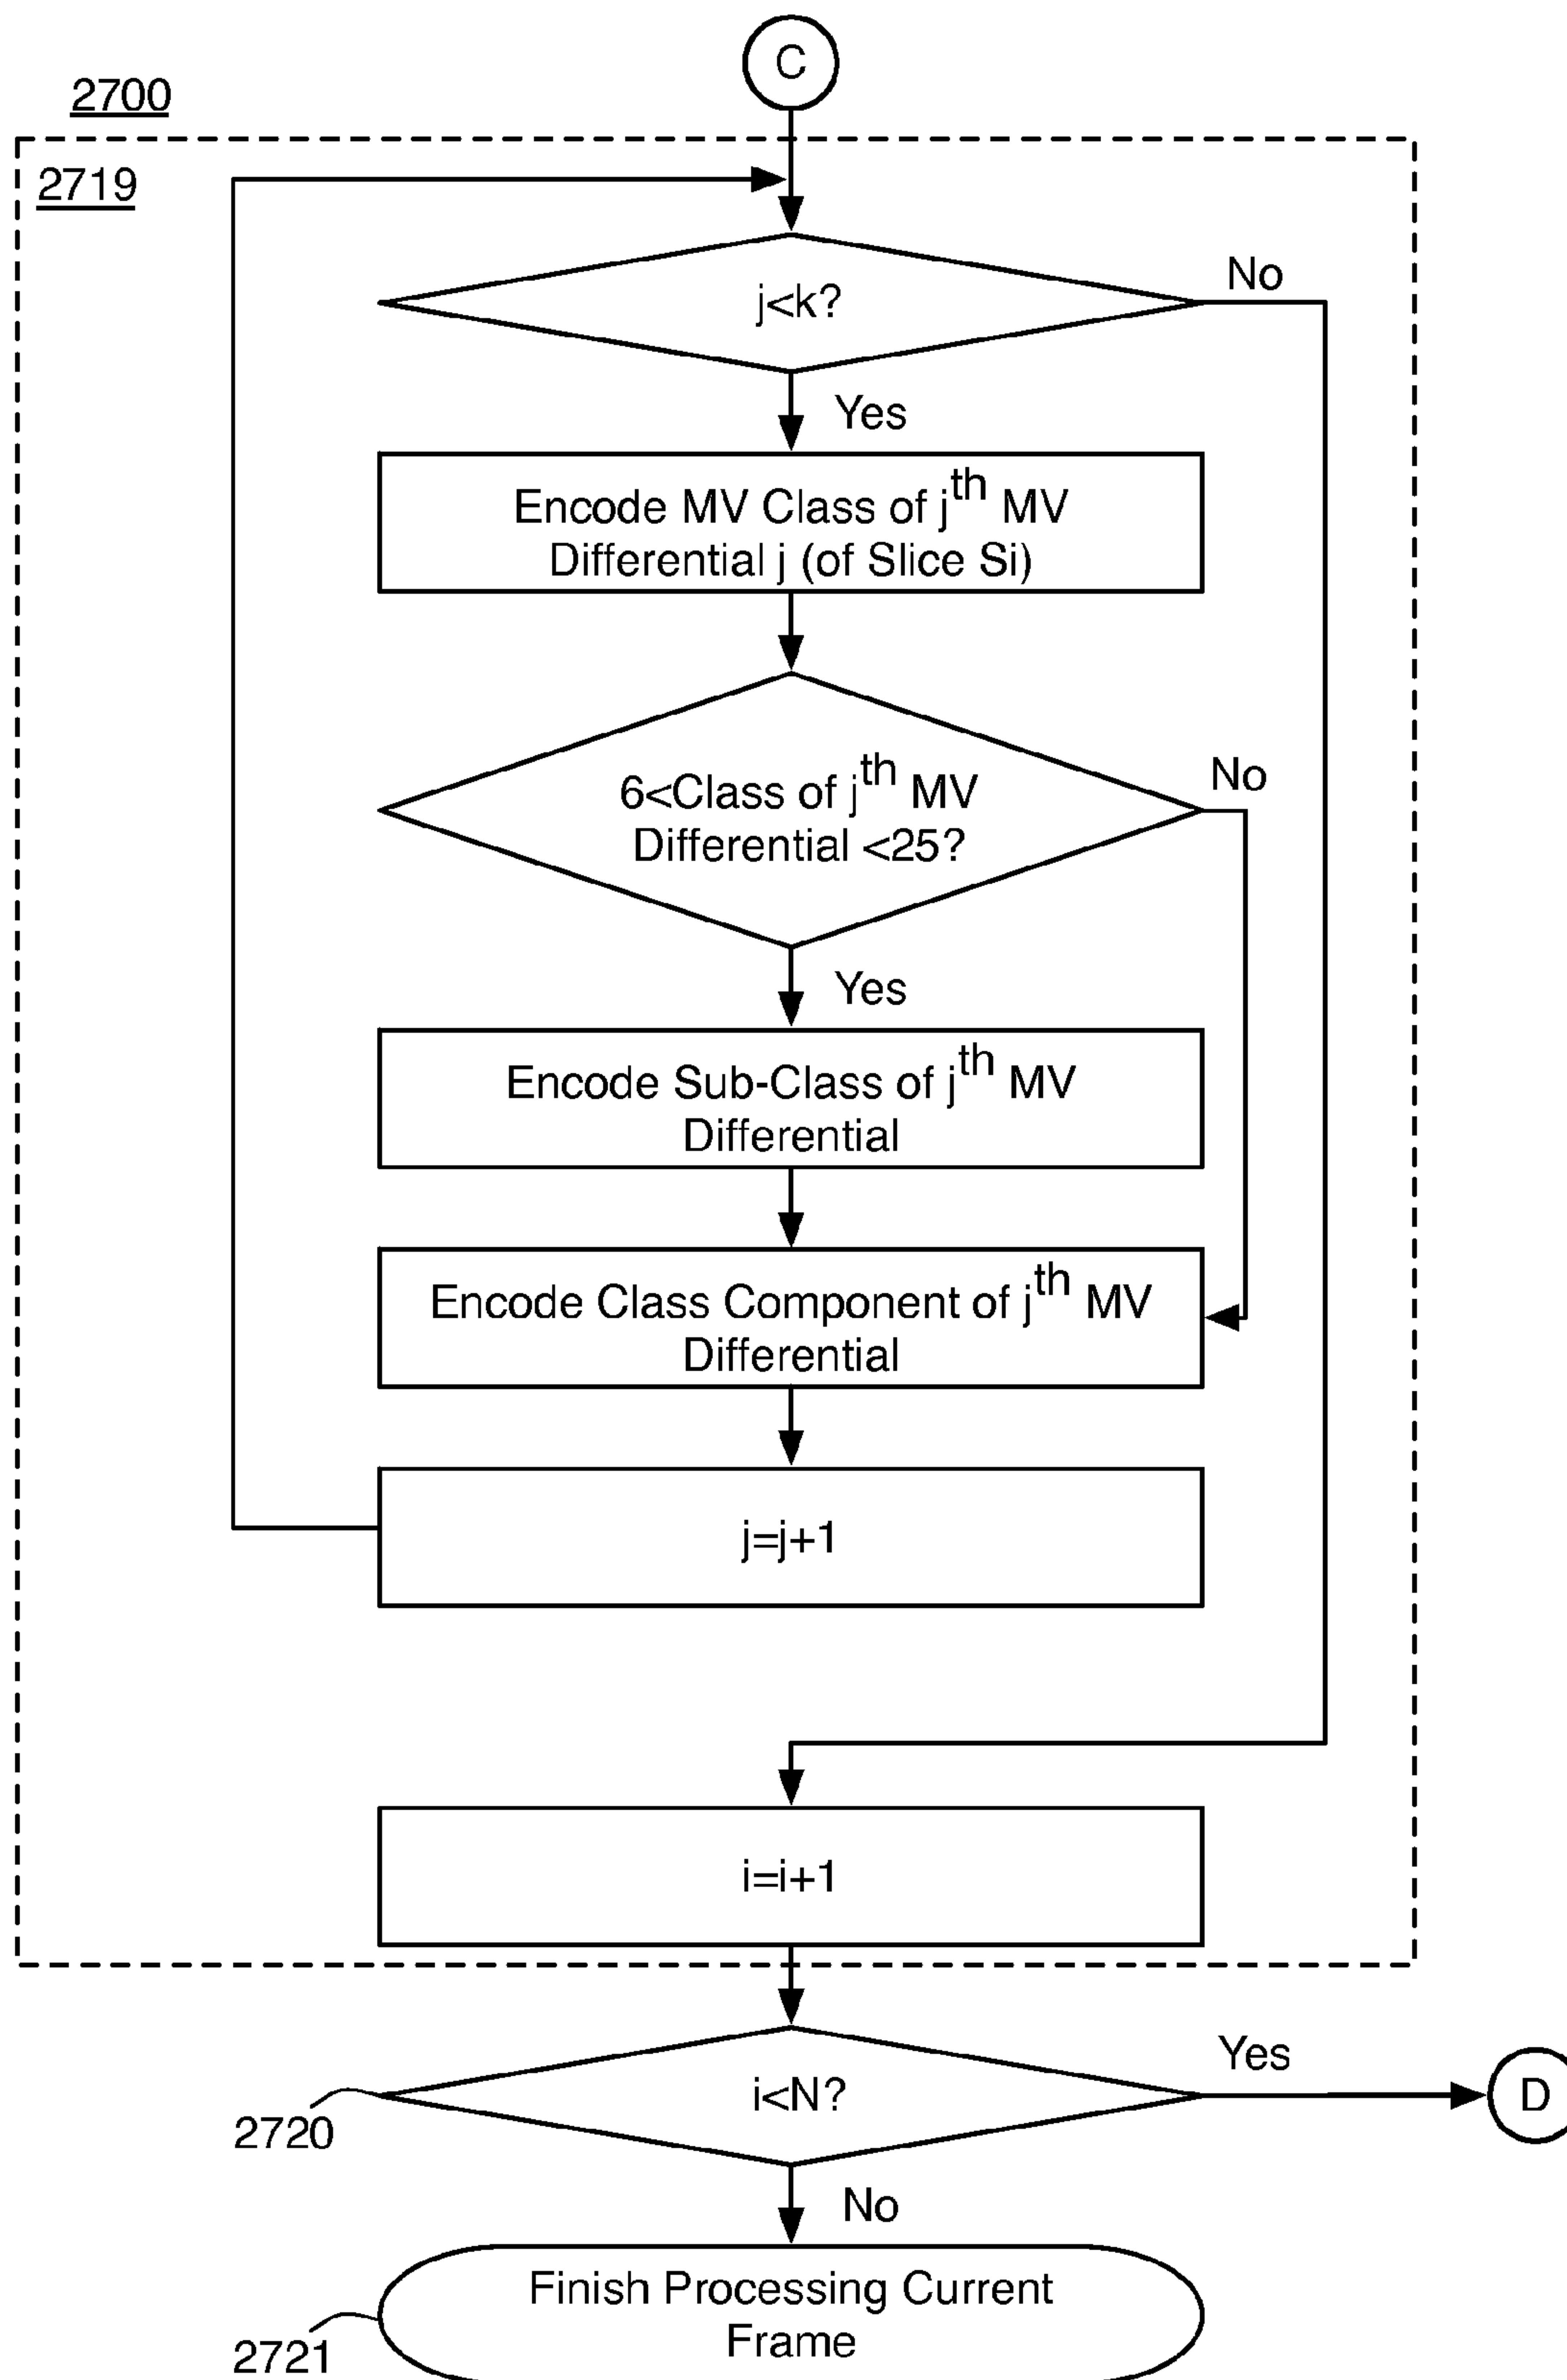 C
2700
2719
j<k?
No
Yes
Encode MV Class of jth MV
Differential j (of Slice Si)
6<Class of jth MV
Differential <25?
No
Yes
Encode Sub-Class of jth MV
Differential
Encode Class Component of jth MV
Differential
j=j+1
i=i+1
i<N?
Yes
D
2720
No
Finish Processing Current
Frame
2721